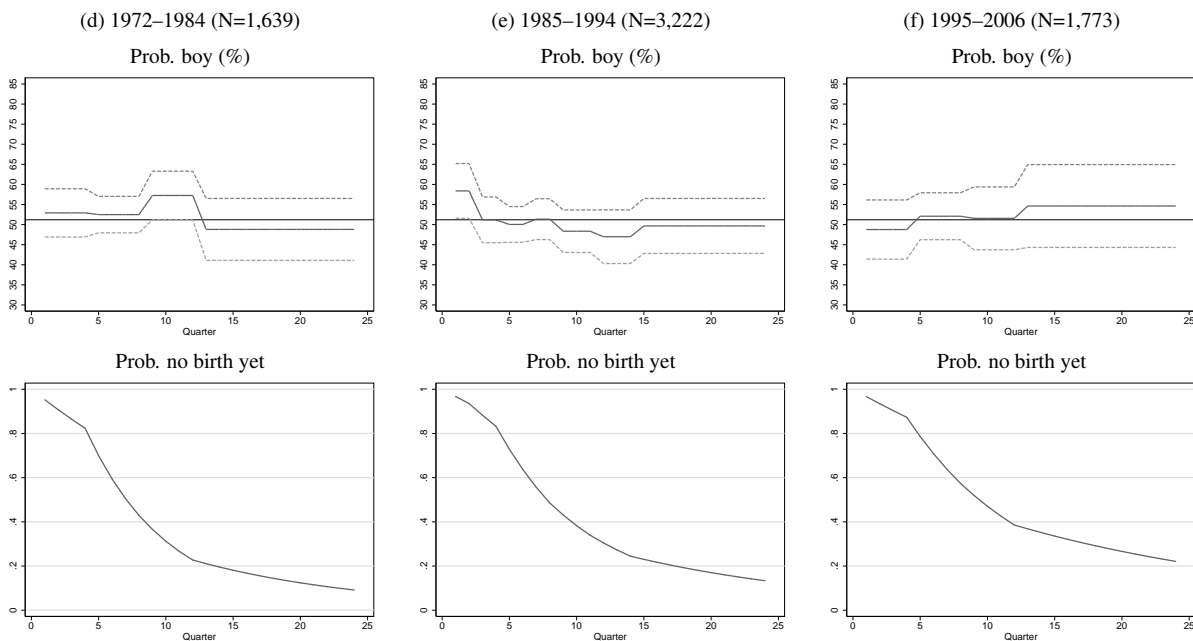 (d) 1972–1984 (N=1,639)
(e) 1985–1994 (N=3,222)
(f) 1995–2006 (N=1,773)
Prob. boy (%)
Prob. boy (%)
Prob. boy (%)
85
80
75
70
65
60
55
50
45
40
35
30
0 5 10 15 20 25
Quarter
85
80
75
70
65
60
55
50
45
40
35
30
0 5 10 15 20 25
Quarter
85
80
75
70
65
60
55
50
45
40
35
30
0 5 10 15 20 25
Quarter
Prob. no birth yet
Prob. no birth yet
Prob. no birth yet
1
.8
.6
.4
.2
0
0 5 10 15 20 25
Quarter
1
.8
.6
.4
.2
0
0 5 10 15 20 25
Quarter
1
.8
.6
.4
.2
0
0 5 10 15 20 25
Quarter